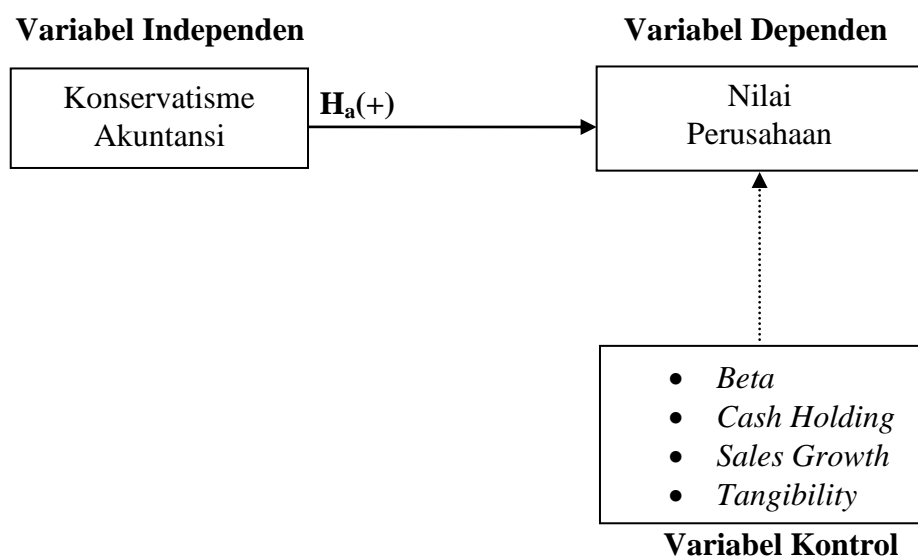 Variabel Independen
Variabel Dependen
Konservatisme
Akuntansi
Hₐ(+)
Nilai
Perusahaan
• Beta
• Cash Holding
• Sales Growth
• Tangibility
Variabel Kontrol